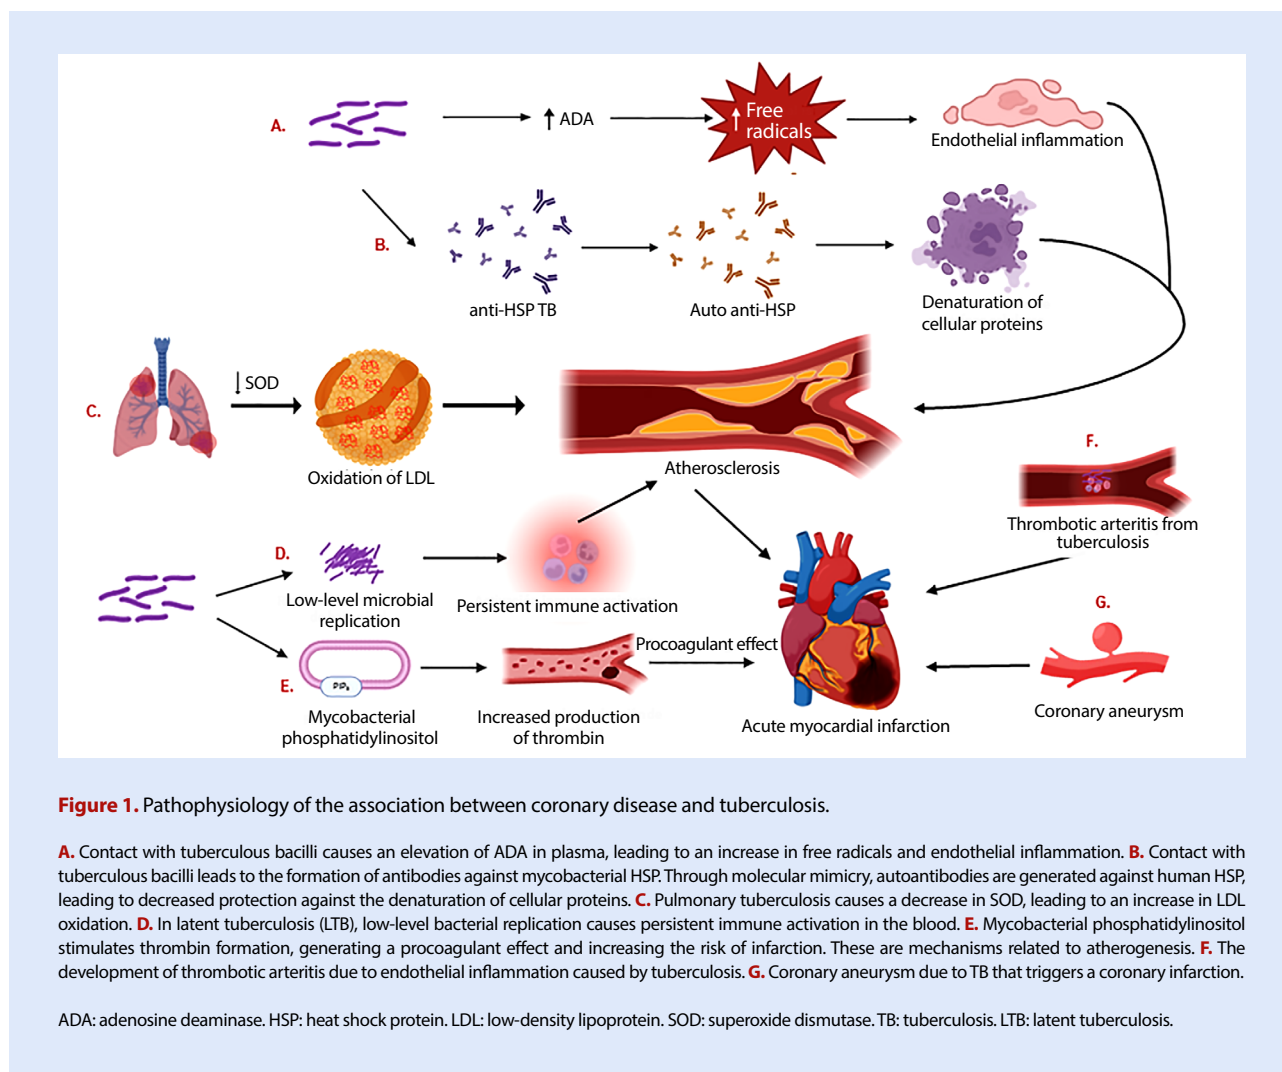 A.
ADA
Free
radicals
Endothelial inflammation
B.
anti-HSP TB
Auto anti-HSP
Denaturation of
cellular proteins
C.
SOD
Oxidation of LDL
Atherosclerosis
F.
Thrombotic arteritis from
tuberculosis
D.
Low-level microbial
replication
Persistent immune activation
G.
Coronary aneurysm
E.
Mycobacterial
phosphatidylinositol
Increased production
of thrombin
Procoagulant effect
Acute myocardial infarction
Figure 1. Pathophysiology of the association between coronary disease and tuberculosis.
A. Contact with tuberculous bacilli causes an elevation of ADA in plasma, leading to an increase in free radicals and endothelial inflammation. B. Contact with
tuberculous bacilli leads to the formation of antibodies against mycobacterial HSP. Through molecular mimicry, autoantibodies are generated against human HSP,
leading to decreased protection against the denaturation of cellular proteins. C. Pulmonary tuberculosis causes a decrease in SOD, leading to an increase in LDL
oxidation. D. In latent tuberculosis (LTB), low-level bacterial replication causes persistent immune activation in the blood. E. Mycobacterial phosphatidylinositol
stimulates thrombin formation, generating a procoagulant effect and increasing the risk of infarction. These are mechanisms related to atherogenesis. F. The
development of thrombotic arteritis due to endothelial inflammation caused by tuberculosis. G. Coronary aneurysm due to TB that triggers a coronary infarction.
ADA: adenosine deaminase. HSP: heat shock protein. LDL: low-density lipoprotein. SOD: superoxide dismutase. TB: tuberculosis. LTB: latent tuberculosis.